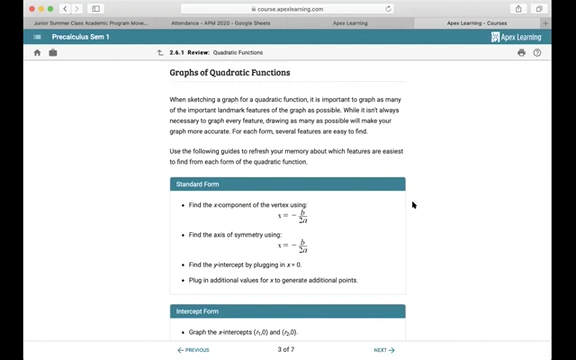 course.apexlearning.com
Junior Summer Class Academic Program Move...
Attendance – APM 2020 – Google Sheets
Apex Learning
Apex Learning - Courses
Precalculus Sem 1
Apex Learning
2.6.1 Review: Quadratic Functions
Graphs of Quadratic Functions
When sketching a graph for a quadratic function, it is important to graph as many
of the important landmark features of the graph as possible. While it isn't always
necessary to graph every feature, drawing as many as possible will make your
graph more accurate. For each form, several features are easy to find.
Use the following guides to refresh your memory about which features are easiest
to find from each form of the quadratic function.
Standard Form
• Find the x-component of the vertex using:
x = − b/2a
• Find the axis of symmetry using:
x = − b/2a
• Find the y-intercept by plugging in x = 0.
• Plug in additional values for x to generate additional points.
Intercept Form
• Graph the x-intercepts (r₁,0) and (r₂,0).
PREVIOUS
3 of 7
NEXT